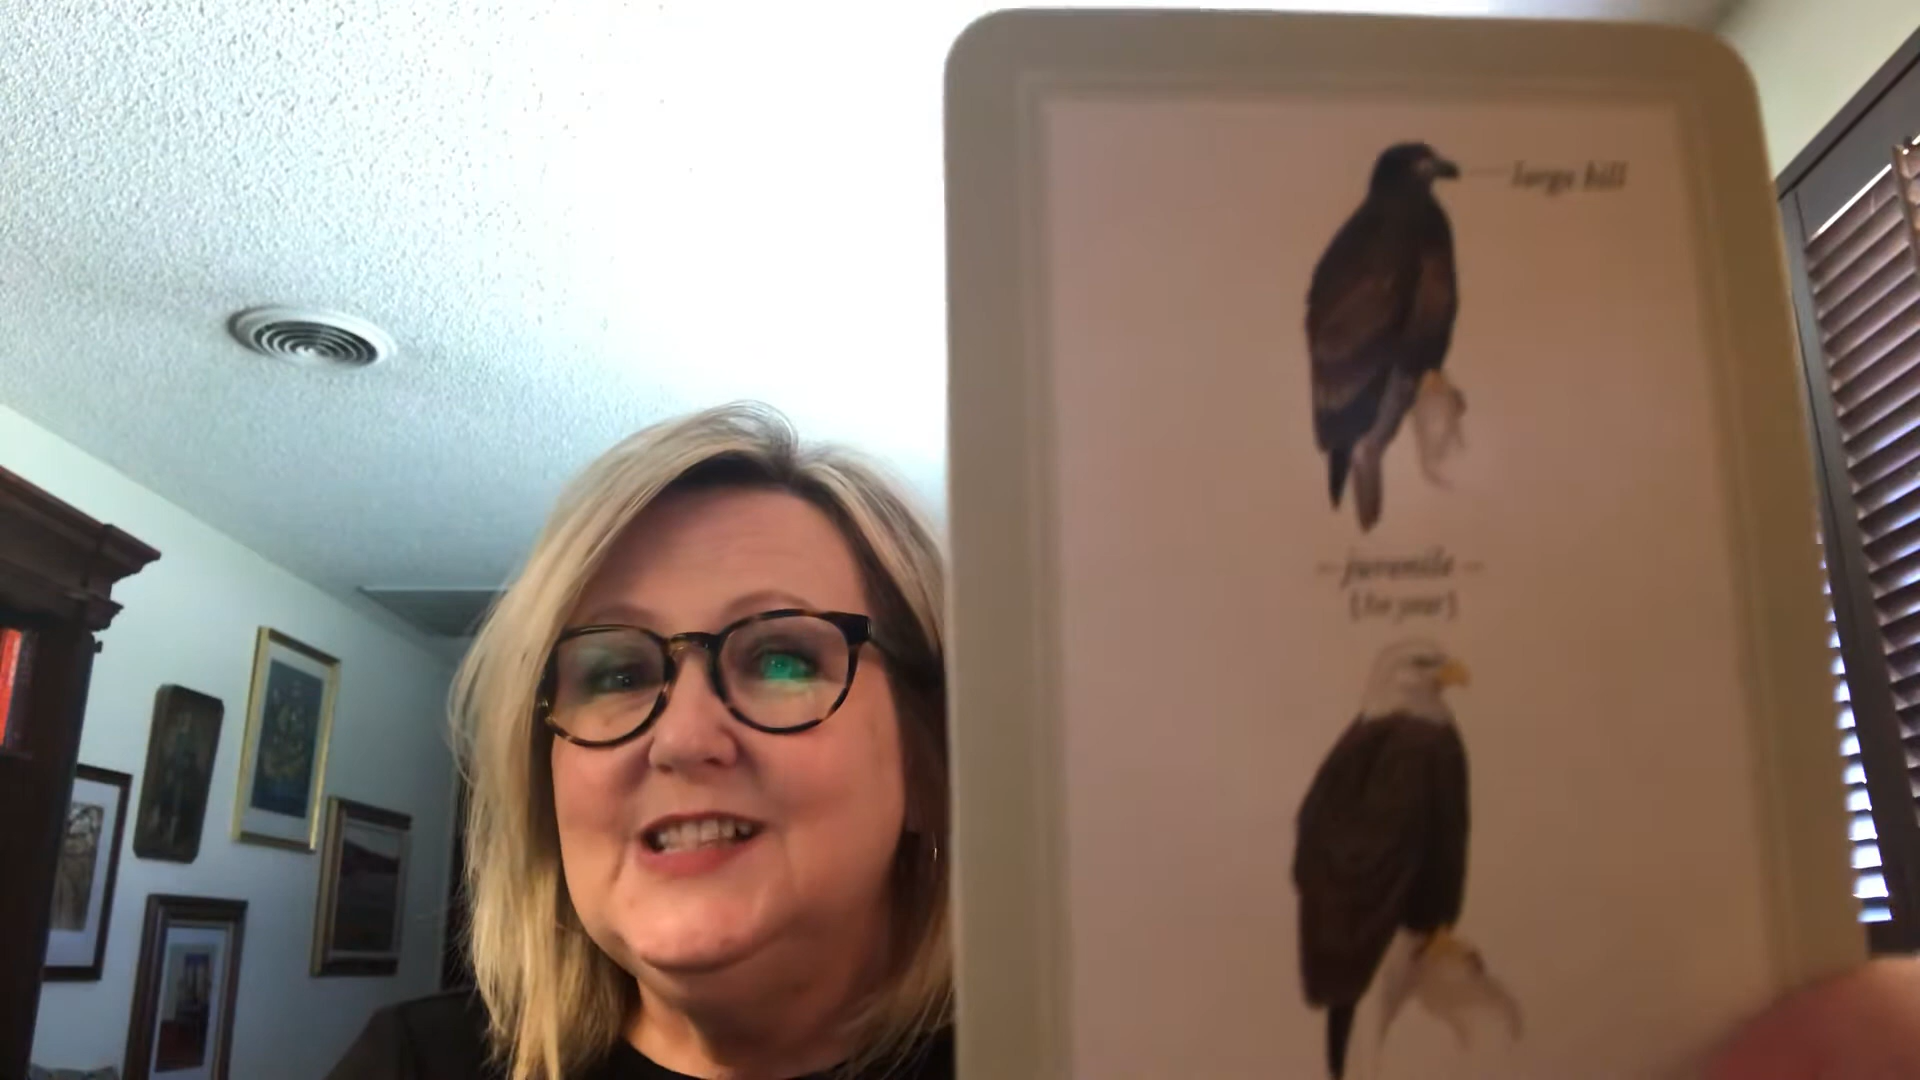 large bill
– juvenile –
[1st year]